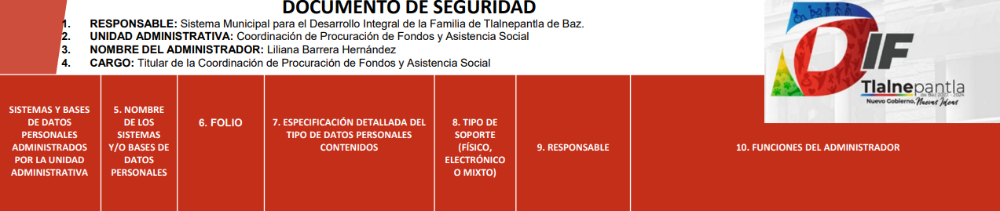 DOCUMENTO DE SEGURIDAD
1. RESPONSABLE: Sistema Municipal para el Desarrollo Integral de la Familia de Tlalnepantla de Baz.
2. UNIDAD ADMINISTRATIVA: Coordinación de Procuración de Fondos y Asistencia Social
3. NOMBRE DEL ADMINISTRADOR: Liliana Barrera Hernández
4. CARGO: Titular de la Coordinación de Procuración de Fondos y Asistencia Social
DIF
Tlalnepantla
de Baz 2022 - 2024
Nuevo Gobierno, Nuevas Ideas
SISTEMAS Y BASES
DE DATOS
PERSONALES
ADMINISTRADOS
POR LA UNIDAD
ADMINISTRATIVA
5. NOMBRE
DE LOS
SISTEMAS
Y/O BASES DE
DATOS
PERSONALES
6. FOLIO
7. ESPECIFICACIÓN DETALLADA DEL
TIPO DE DATOS PERSONALES
CONTENIDOS
8. TIPO DE
SOPORTE
(FÍSICO,
ELECTRÓNICO
O MIXTO)
9. RESPONSABLE
10. FUNCIONES DEL ADMINISTRADOR